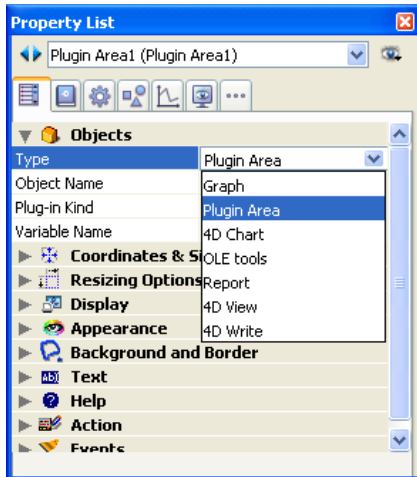 Property List
Plugin Area1 (Plugin Area1)
Objects
Type Plugin Area
Object Name Graph
Plug-in Kind Plugin Area
Variable Name 4D Chart
Coordinates & Si OLE tools
Resizing Options Report
Display 4D View
Appearance 4D Write
Background and Border
Text
Help
Action
Events